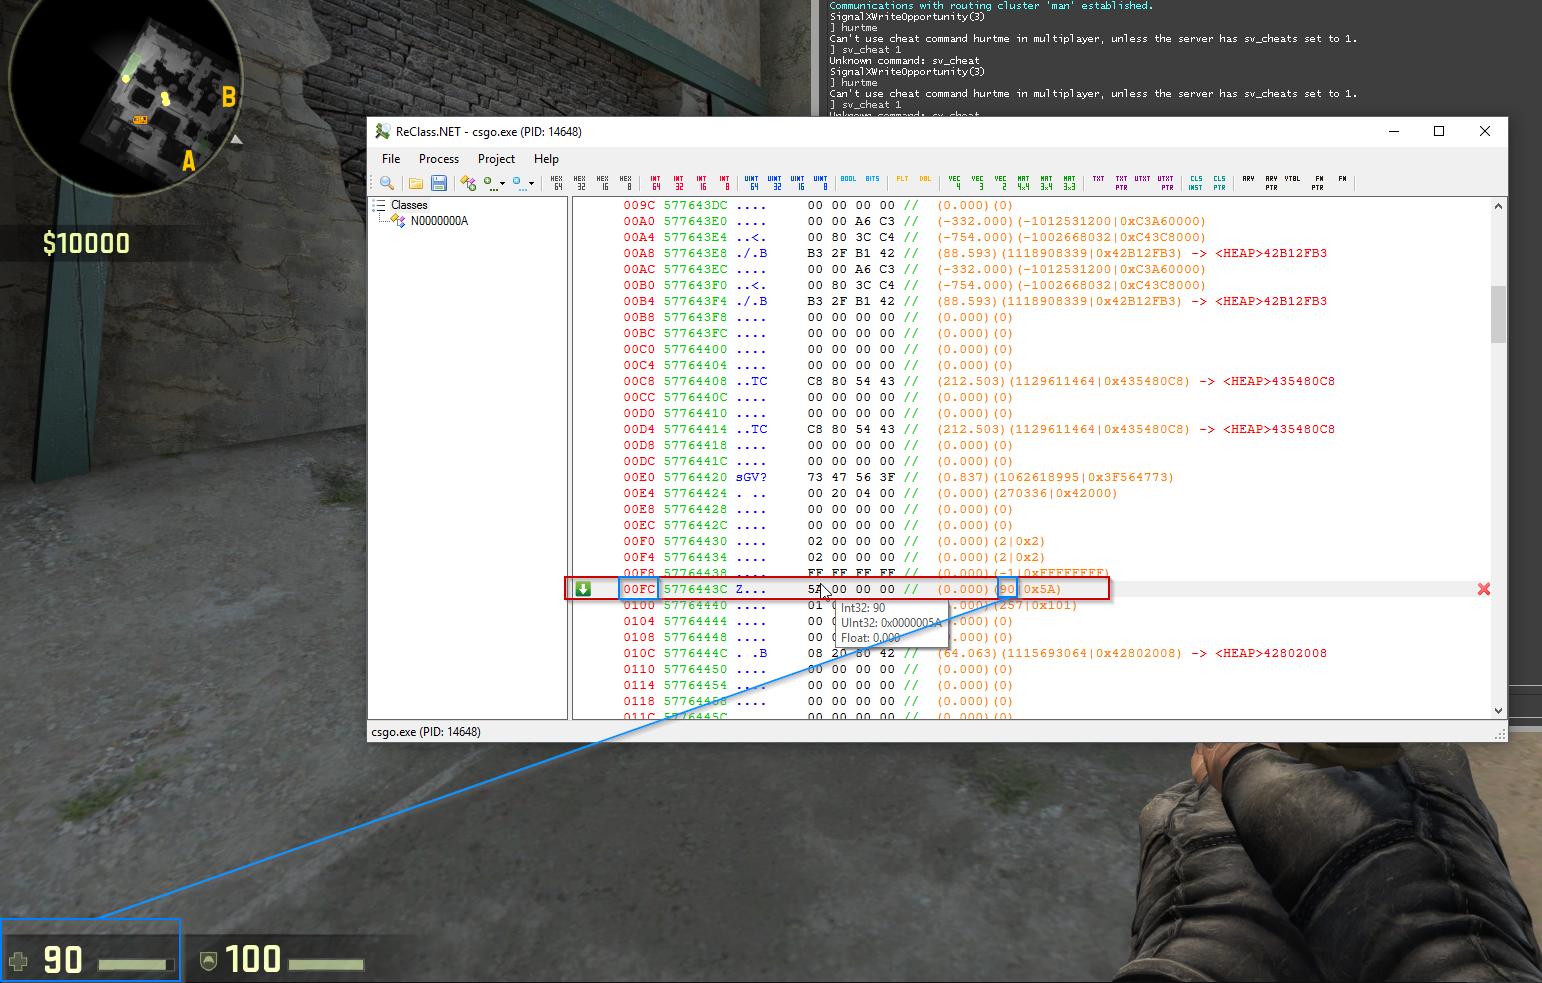 Communications with routing cluster 'man' established.
SignalXWriteOpportunity(3)
] hurtme
Can't use cheat command hurtme in multiplayer, unless the server has sv_cheats set to 1.
] sv_cheat 1
Unknown command: sv_cheat
SignalXWriteOpportunity(3)
] hurtme
Can't use cheat command hurtme in multiplayer, unless the server has sv_cheats set to 1.
] sv_cheat 1
Unknown command: sv_cheat
B
A
$10000
ReClass.NET - csgo.exe (PID: 14648)
File Process Project Help
HEX 64 HEX 32 HEX 16 HEX 8 INT 64 INT 32 INT 16 INT 8 UINT 64 UINT 32 UINT 16 UINT 8 BOOL BITS FLT DBL VEC 4 VEC 3 VEC 2 MAT 4x4 MAT 3x4 MAT 3x3 TXT TXT PTR UTXT UTXT PTR CLS INST CLS PTR ARY ARY PTR VTBL FN PTR FN
Classes
N0000000A
009C 577643DC .... 00 00 00 00 // (0.000)(0)
00A0 577643E0 .... 00 00 A6 C3 // (-332.000)(-1012531200|0xC3A60000)
00A4 577643E4 ..<. 00 80 3C C4 // (-754.000)(-1002668032|0xC43C8000)
00A8 577643E8 ./.B B3 2F B1 42 // (88.593)(1118908339|0x42B12FB3) -> <HEAP>42B12FB3
00AC 577643EC .... 00 00 A6 C3 // (-332.000)(-1012531200|0xC3A60000)
00B0 577643F0 ..<. 00 80 3C C4 // (-754.000)(-1002668032|0xC43C8000)
00B4 577643F4 ./.B B3 2F B1 42 // (88.593)(1118908339|0x42B12FB3) -> <HEAP>42B12FB3
00B8 577643F8 .... 00 00 00 00 // (0.000)(0)
00BC 577643FC .... 00 00 00 00 // (0.000)(0)
00C0 57764400 .... 00 00 00 00 // (0.000)(0)
00C4 57764404 .... 00 00 00 00 // (0.000)(0)
00C8 57764408 ..TC C8 80 54 43 // (212.503)(1129611464|0x435480C8) -> <HEAP>435480C8
00CC 5776440C .... 00 00 00 00 // (0.000)(0)
00D0 57764410 .... 00 00 00 00 // (0.000)(0)
00D4 57764414 ..TC C8 80 54 43 // (212.503)(1129611464|0x435480C8) -> <HEAP>435480C8
00D8 57764418 .... 00 00 00 00 // (0.000)(0)
00DC 5776441C .... 00 00 00 00 // (0.000)(0)
00E0 57764420 sGV? 73 47 56 3F // (0.837)(1062618995|0x3F564773)
00E4 57764424 . .. 00 20 04 00 // (0.000)(270336|0x42000)
00E8 57764428 .... 00 00 00 00 // (0.000)(0)
00EC 5776442C .... 00 00 00 00 // (0.000)(0)
00F0 57764430 .... 02 00 00 00 // (0.000)(2|0x2)
00F4 57764434 .... 02 00 00 00 // (0.000)(2|0x2)
00F8 57764438 .... FF FF FF FF // (-1|0xFFFFFFFF)
00FC 5776443C Z... 5A 00 00 00 // (0.000)(90|0x5A)
0100 57764440 .... 01 .000)(257|0x101)
0104 57764444 .... 00 .000)(0)
0108 57764448 .... 00 .000)(0)
010C 5776444C . .B 08 20 80 42 // (64.063)(1115693064|0x42802008) -> <HEAP>42802008
0110 57764450 .... 00 00 00 00 // (0.000)(0)
0114 57764454 .... 00 00 00 00 // (0.000)(0)
0118 57764458 .... 00 00 00 00 // (0.000)(0)
011C 5776445C .... 00 00 00 00 // (0.000)(0)
Int32: 90
UInt32: 0x0000005A
Float: 0.000
csgo.exe (PID: 14648)
90
100